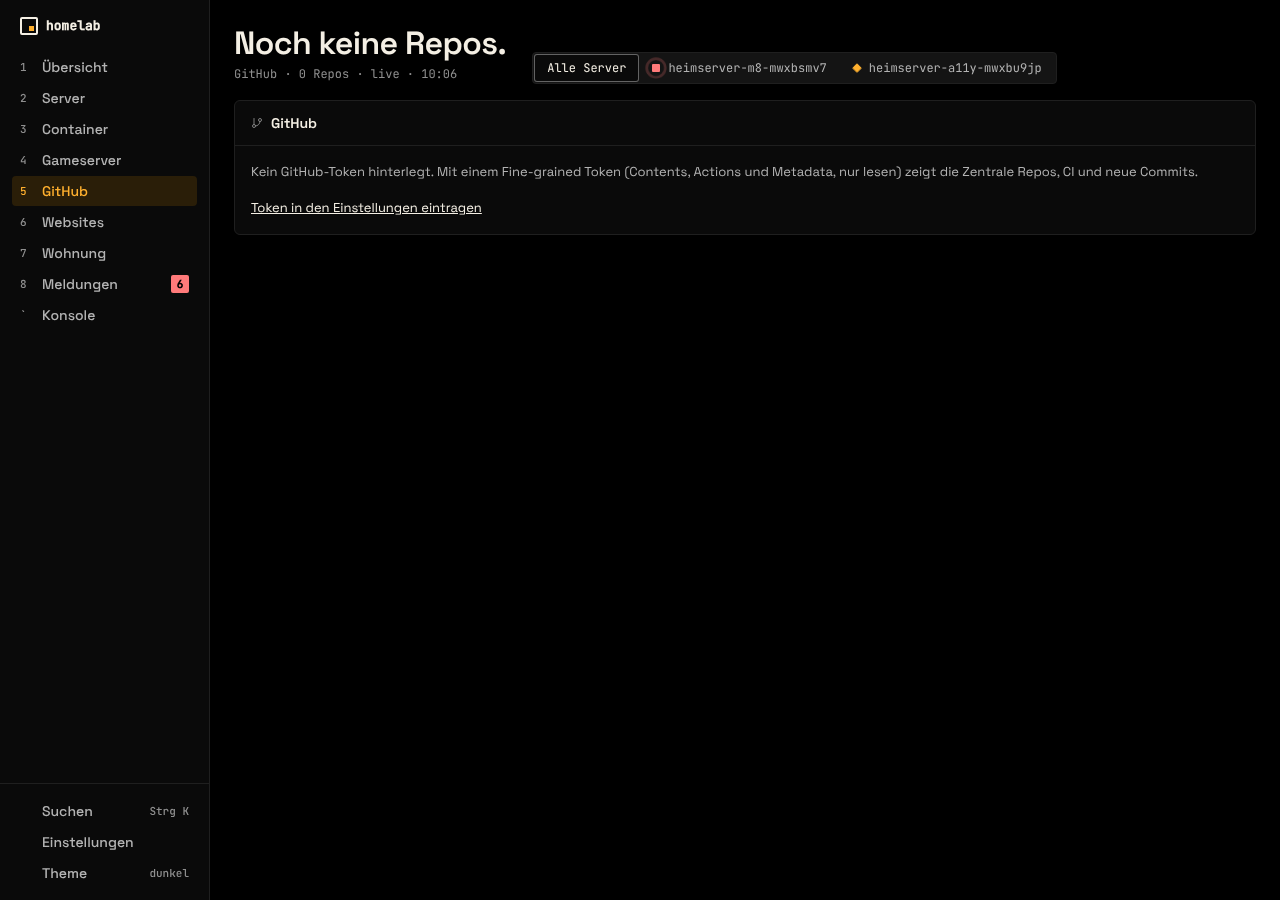 homelab
1 Übersicht
2 Server
3 Container
4 Gameserver
5 GitHub
6 Websites
7 Wohnung
8 Meldungen 6
` Konsole
Suchen Strg K
Einstellungen
Theme dunkel
Noch keine Repos.
GitHub · 0 Repos · live · 10:06
Alle Server heimserver-m8-mwxbsmv7 heimserver-a11y-mwxbu9jp
GitHub
Kein GitHub-Token hinterlegt. Mit einem Fine-grained Token (Contents, Actions und Metadata, nur lesen) zeigt die Zentrale Repos, CI und neue Commits.
Token in den Einstellungen eintragen